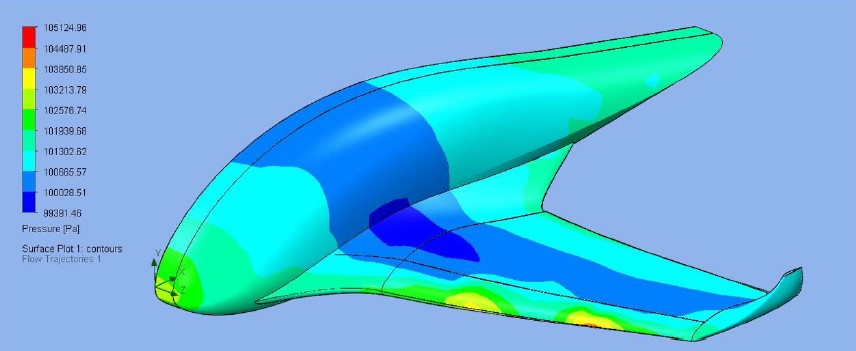 105124.96
104487.91
103850.85
103213.79
102576.74
101939.68
101302.62
100665.57
100028.51
99391.46
Pressure [Pa]
Surface Plot 1: contours
Flow Trajectories 1
Y
X
Z